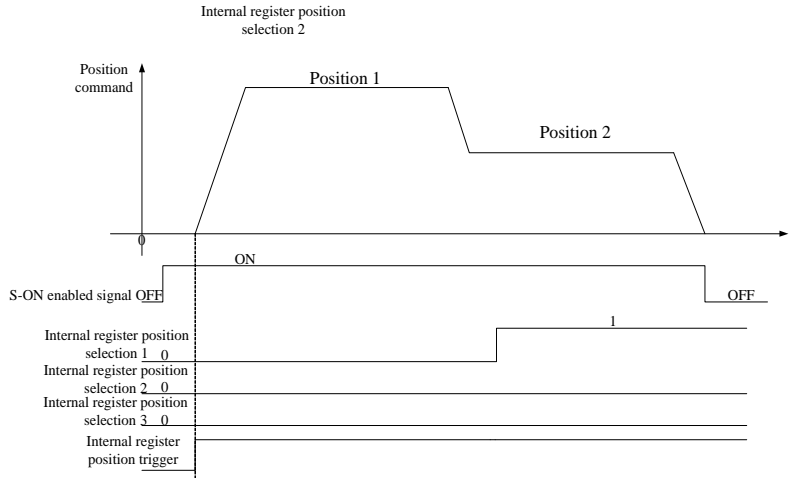 Internal register position
selection 2
Position
command
Position 1
Position 2
0
ON
S-ON enabled signal OFF
OFF
Internal register position
selection 1 0
1
Internal register position
selection 2 0
Internal register position
selection 3 0
Internal register
position trigger